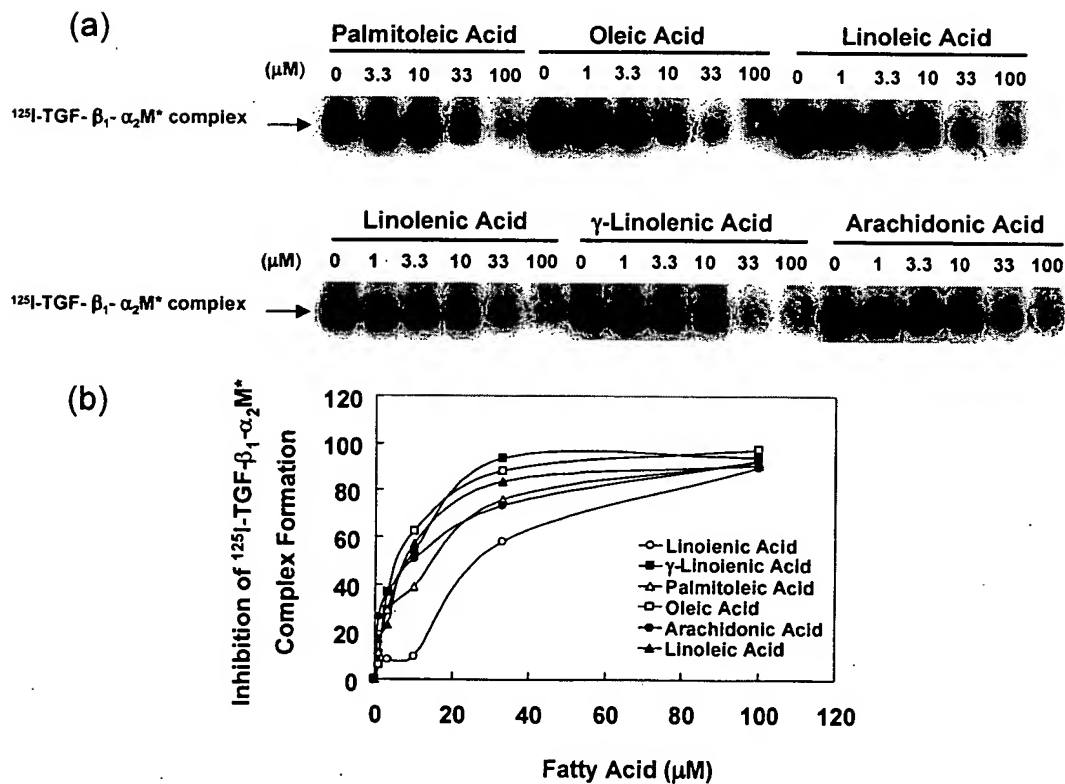 (a)
Palmitoleic Acid Oleic Acid Linoleic Acid
(μM) 0 3.3 10 33 100 0 1 3.3 10 33 100 0 1 3.3 10 33 100
¹²⁵I-TGF- β₁- α₂M* complex
Linolenic Acid γ-Linolenic Acid Arachidonic Acid
(μM) 0 1 3.3 10 33 100 0 1 3.3 10 33 100 0 1 3.3 10 33 100
¹²⁵I-TGF- β₁- α₂M* complex
(b)
Inhibition of ¹²⁵I-TGF-β₁-α₂M*
Complex Formation
120
100
80
60
40
20
0
Linolenic Acid
γ-Linolenic Acid
Palmitoleic Acid
Oleic Acid
Arachidonic Acid
Linoleic Acid
0 20 40 60 80 100 120
Fatty Acid (μM)